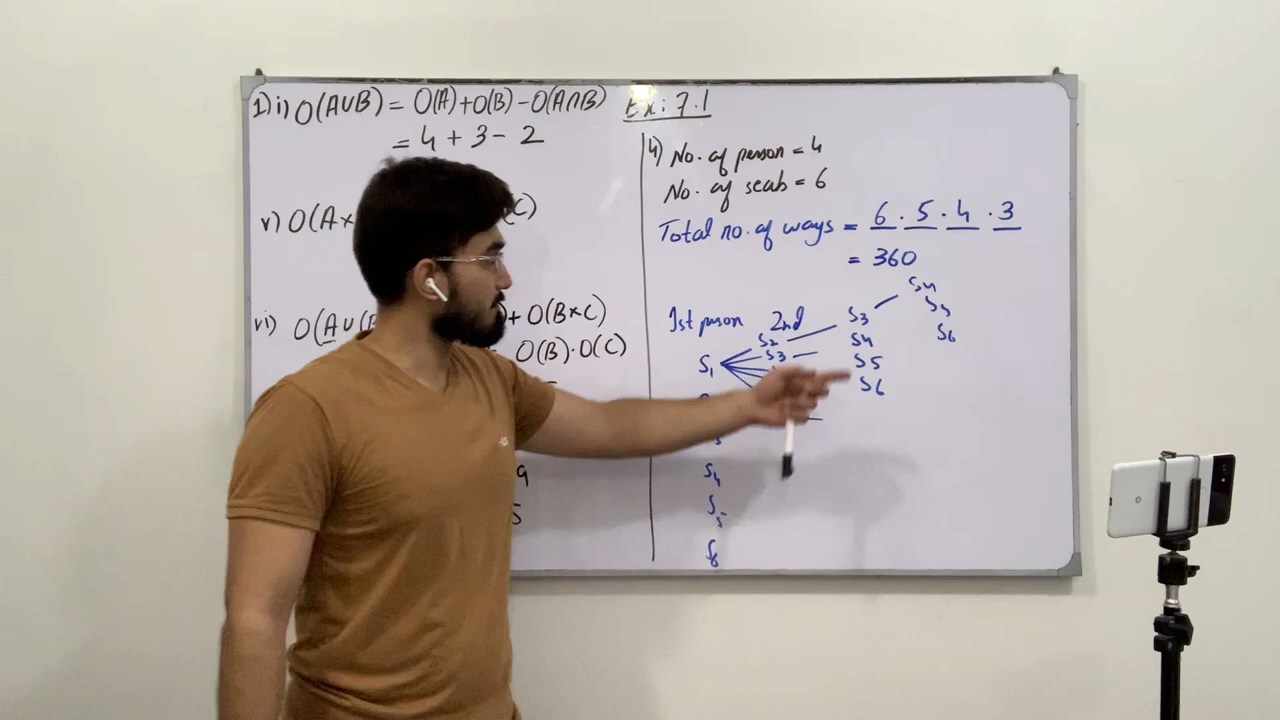 1) i) O(A∪B) = O(A)+O(B)-O(A∩B)
= 4 + 3 - 2
v) O(A×
(C)
vi) O(A∪(B
+ O(B×C)
O(B)·O(C)
9
5
Ex: 7.1
4) No. of person = 4
No. of seats = 6
Total no. of ways = 6 . 5 . 4 . 3
= 360
1st person 2nd
S1
S4
S5
S2
S3
S3
S4
S5
S6
S4
S5
S6